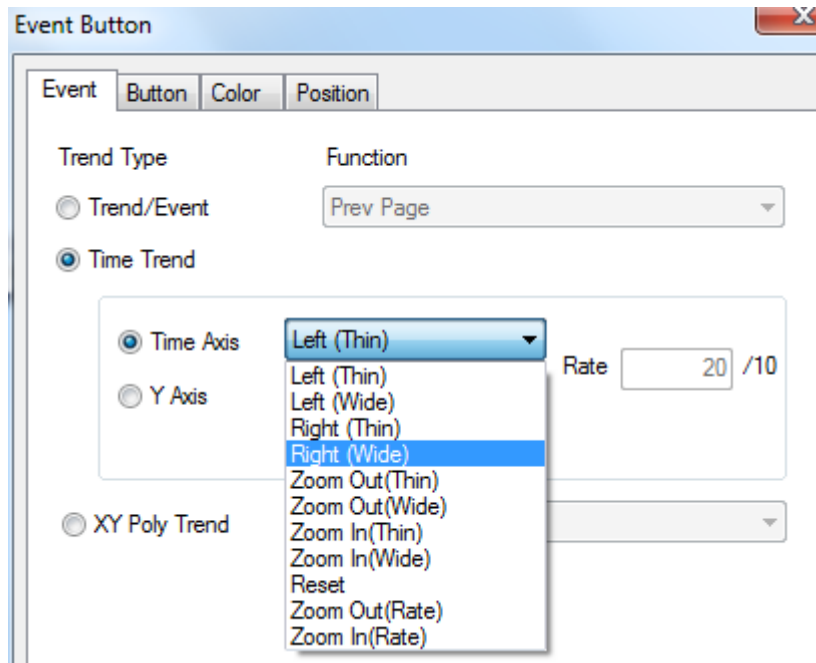 Event Button
Event Button Color Position
Trend Type Function
Trend/Event Prev Page
Time Trend
Time Axis Left (Thin)
Rate 20 /10
Left (Thin)
Y Axis Left (Wide)
Right (Thin)
Right (Wide)
Zoom Out(Thin)
Zoom Out(Wide)
XY Poly Trend Zoom In(Thin)
Zoom In(Wide)
Reset
Zoom Out(Rate)
Zoom In(Rate)